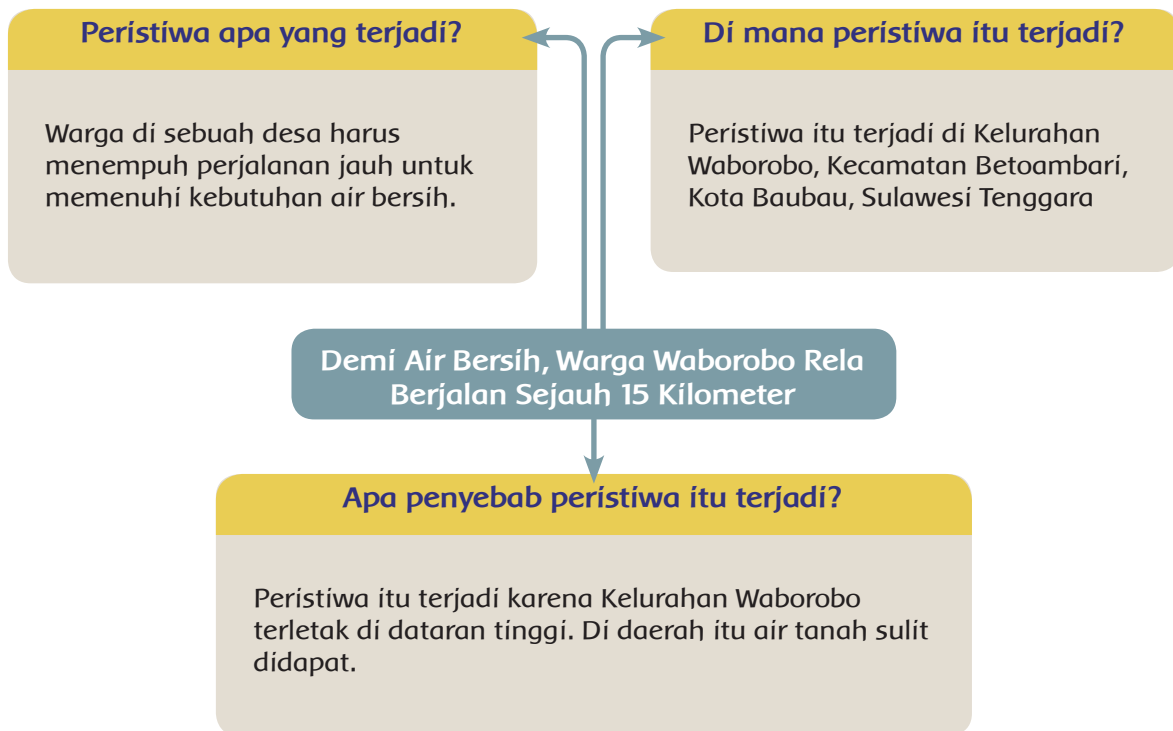 Peristiwa apa yang terjadi?
Warga di sebuah desa harus
menempuh perjalanan jauh untuk
memenuhi kebutuhan air bersih.
Di mana peristiwa itu terjadi?
Peristiwa itu terjadi di Kelurahan
Waborobo, Kecamatan Betoambari,
Kota Baubau, Sulawesi Tenggara
Demi Air Bersih, Warga Waborobo Rela
Berjalan Sejauh 15 Kilometer
Apa penyebab peristiwa itu terjadi?
Peristiwa itu terjadi karena Kelurahan Waborobo
terletak di dataran tinggi. Di daerah itu air tanah sulit
didapat.